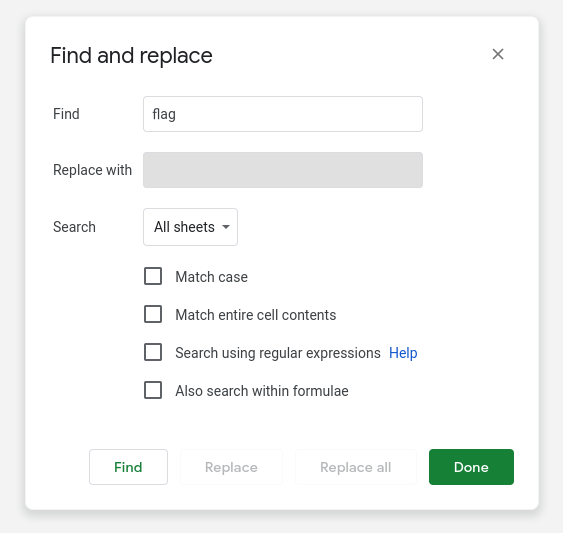 Find and replace
Find
flag
Replace with
Search
All sheets
Match case
Match entire cell contents
Search using regular expressions Help
Also search within formulae
Find Replace Replace all Done